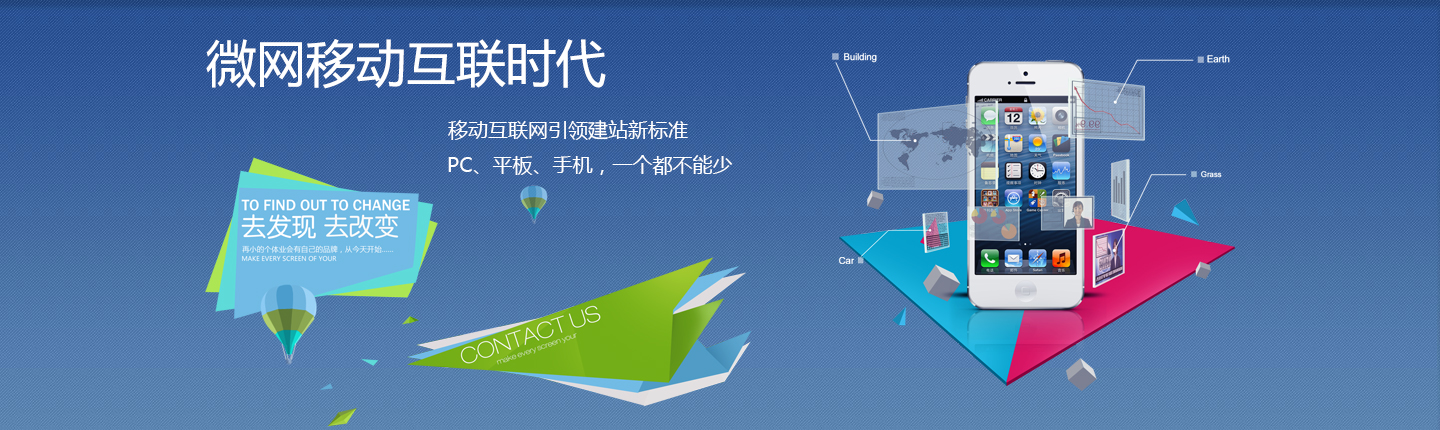 微网移动互联时代
移动互联网引领建站新标准
PC、平板、手机，一个都不能少
TO FIND OUT TO CHANGE
去发现 去改变
再小的个体业会有自己的品牌，从今天开始......
MAKE EVERY SCREEN OF YOUR
CONTACT US
make every screen your
Building
Earth
Grass
Car
CARRIER
12